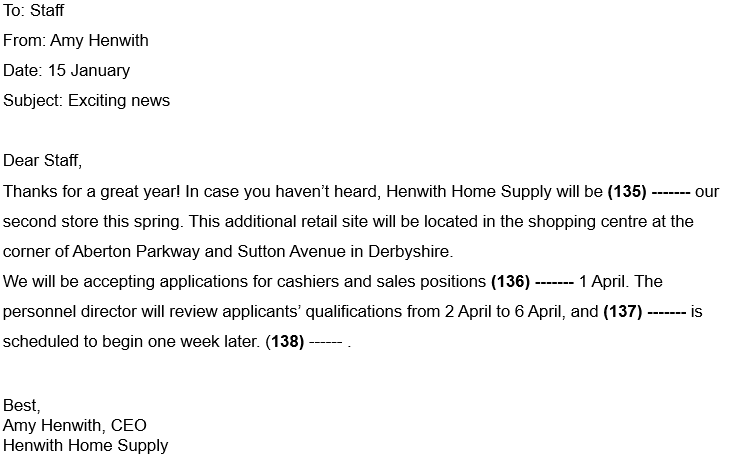 To: Staff
From: Amy Henwith
Date: 15 January
Subject: Exciting news
Dear Staff,
Thanks for a great year! In case you haven’t heard, Henwith Home Supply will be (135) ------- our
second store this spring. This additional retail site will be located in the shopping centre at the
corner of Aberton Parkway and Sutton Avenue in Derbyshire.
We will be accepting applications for cashiers and sales positions (136) ------- 1 April. The
personnel director will review applicants’ qualifications from 2 April to 6 April, and (137) ------- is
scheduled to begin one week later. (138) ------ .
Best,
Amy Henwith, CEO
Henwith Home Supply